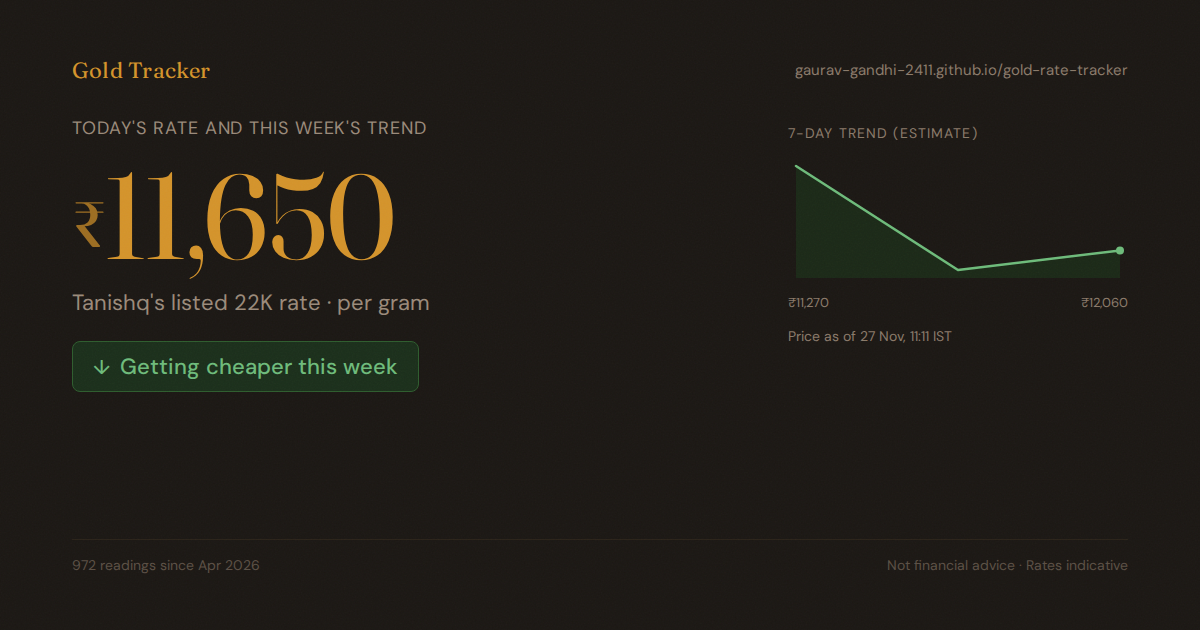 Gold Tracker
gaurav-gandhi-2411.github.io/gold-rate-tracker
TODAY'S RATE AND THIS WEEK'S TREND
₹11,650
Tanishq's listed 22K rate · per gram
↓ Getting cheaper this week
7-DAY TREND (ESTIMATE)
₹11,270 ₹12,060
Price as of 27 Nov, 11:11 IST
972 readings since Apr 2026
Not financial advice · Rates indicative